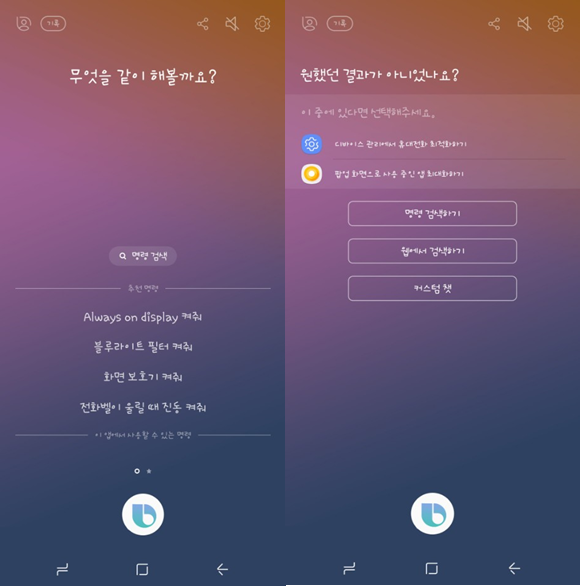 기록
무엇을 같이 해볼까요?
명령 검색
추천 명령
Always on display 켜줘
블루라이트 필터 켜줘
화면 보호기 켜줘
전화벨이 울릴 때 진동 켜줘
이 앱에서 사용할 수 있는 명령
기록
원했던 결과가 아니었나요?
이 중에 있다면 선택해주세요.
디바이스 관리에서 휴대전화 최적화하기
팝업 화면으로 사용 중인 앱 최대화하기
명령 검색하기
웹에서 검색하기
커스텀 챗